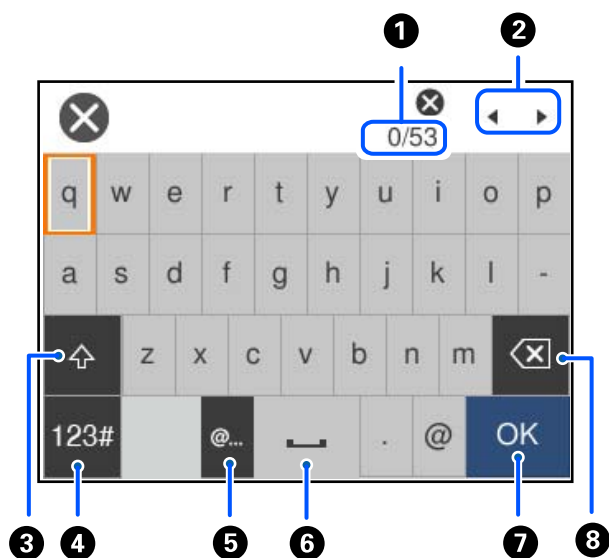 1 2
0/53
q w e r t y u i o p
a s d f g h j k l -
z x c v b n m
123# @... . @ OK
3 4 5 6 7 8